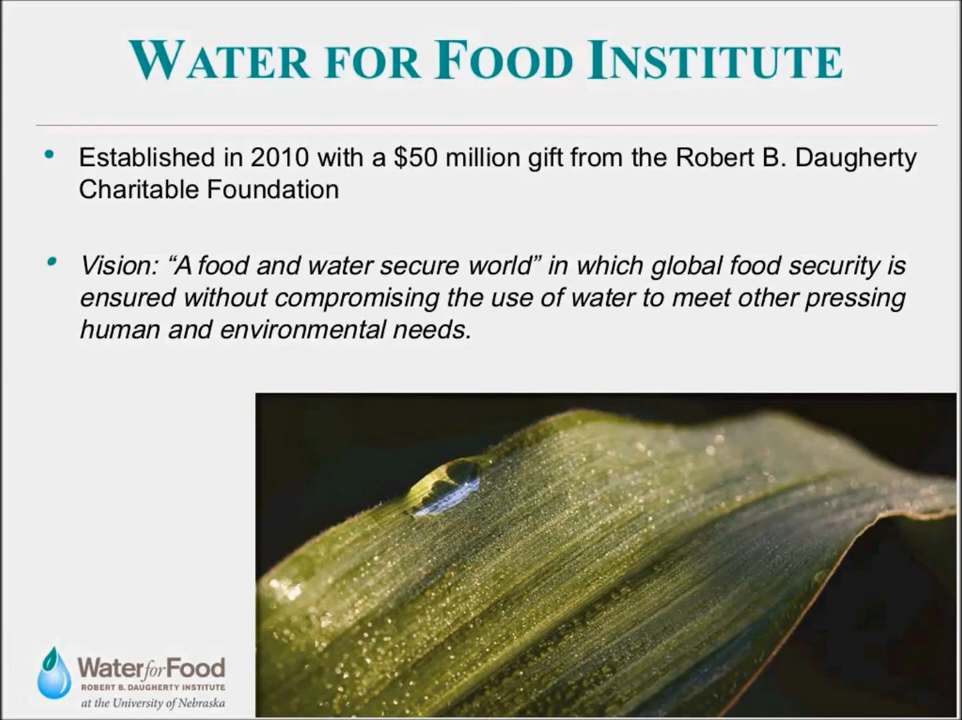 WATER FOR FOOD INSTITUTE
• Established in 2010 with a $50 million gift from the Robert B. Daugherty
Charitable Foundation
• Vision: “A food and water secure world” in which global food security is
ensured without compromising the use of water to meet other pressing
human and environmental needs.
Water for Food
ROBERT B. DAUGHERTY INSTITUTE
at the University of Nebraska